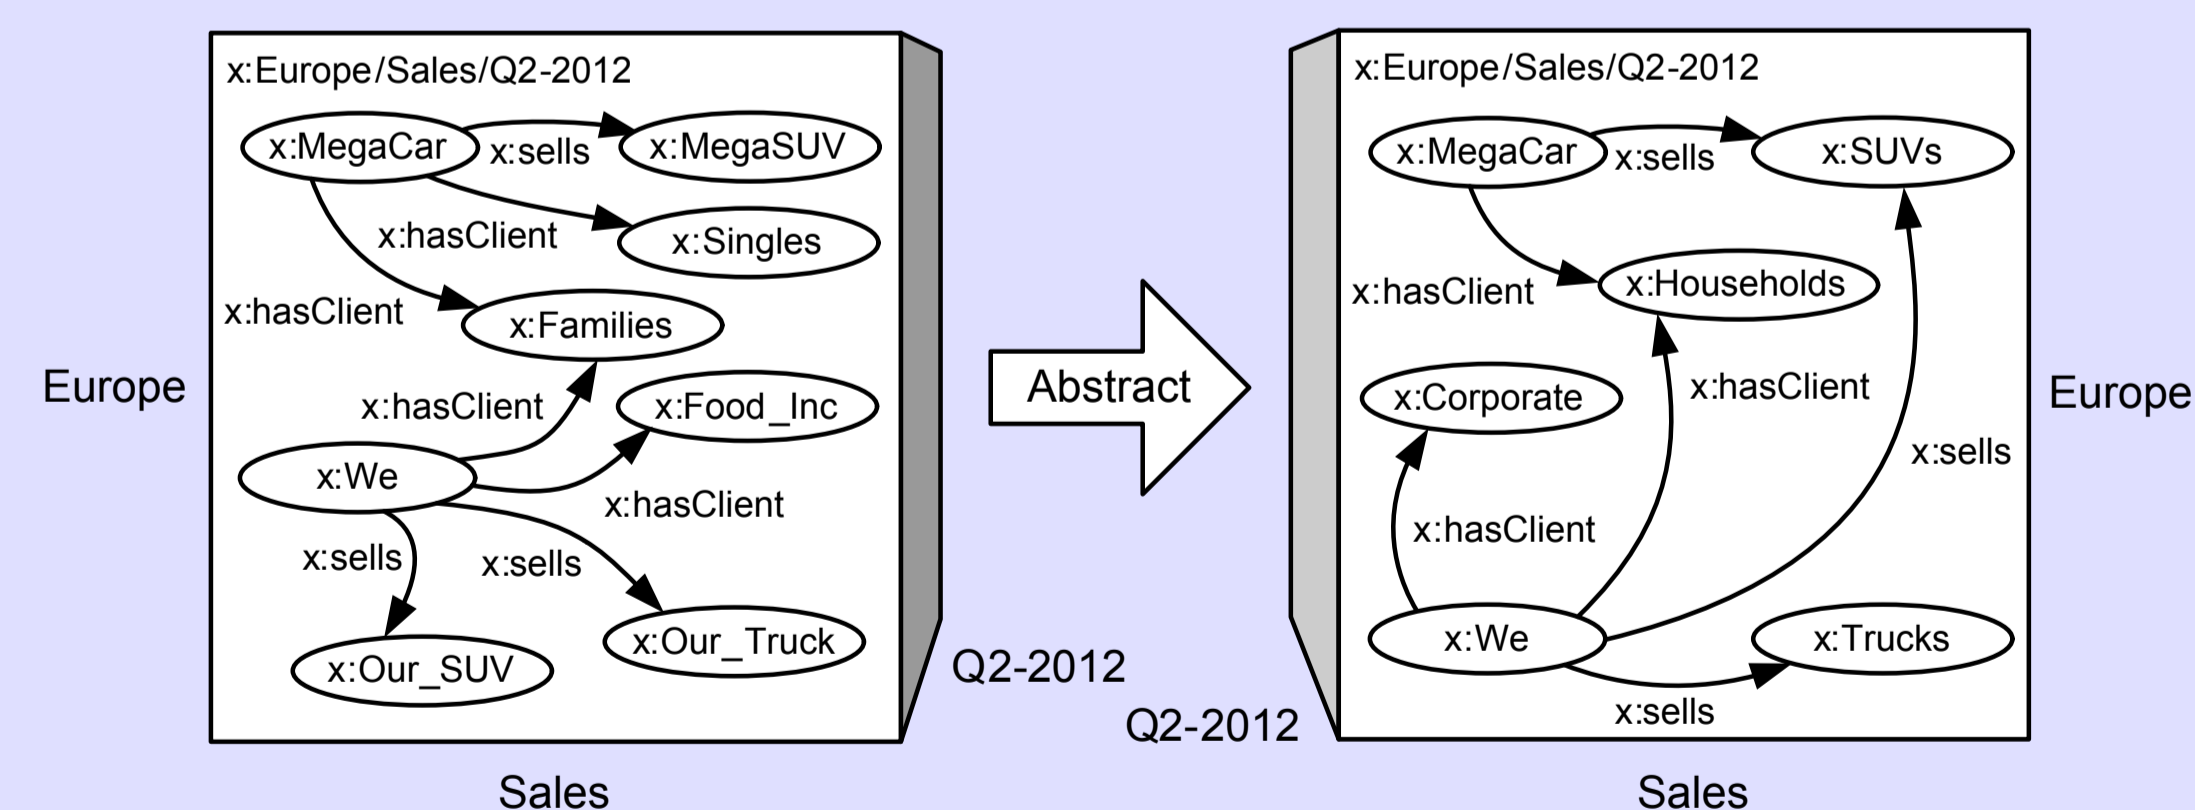 x:Europe/Sales/Q2-2012
x:MegaCar
x:sells
x:MegaSUV
x:hasClient
x:Singles
x:hasClient
x:Families
x:hasClient
x:Food_Inc
x:We
x:hasClient
x:sells
x:sells
x:Our_SUV
x:Our_Truck
Europe
Q2-2012
Sales
Abstract
x:Europe/Sales/Q2-2012
x:MegaCar
x:sells
x:SUVs
x:hasClient
x:Households
x:Corporate
x:hasClient
x:sells
x:hasClient
x:We
x:Trucks
x:sells
Europe
Q2-2012
Sales